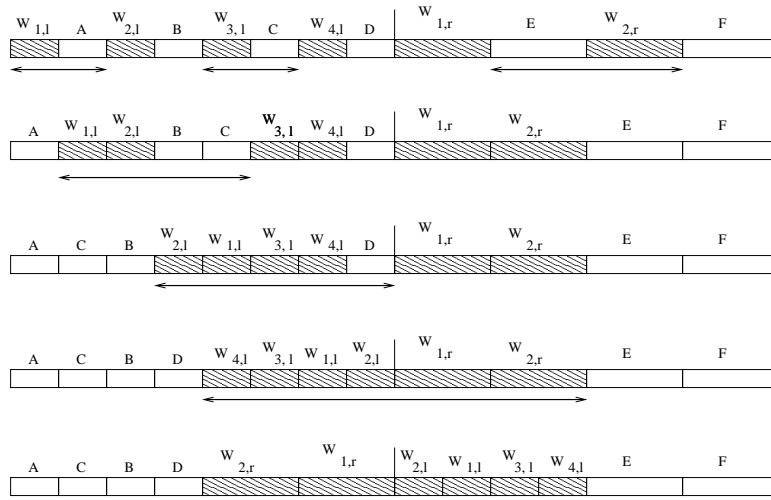 W 1,l A W 2,l B W 3, l C W 4,l D W 1,r E W 2,r F
A W 1,l W 2,l B C W 3, l W 4,l D W 1,r W 2,r E F
A C B W 2,l W 1,l W 3, l W 4,l D W 1,r W 2,r E F
A C B D W 4,l W 3, l W 1,l W 2,l W 1,r W 2,r E F
A C B D W 2,r W 1,r W 2,l W 1,l W 3, l W 4,l E F